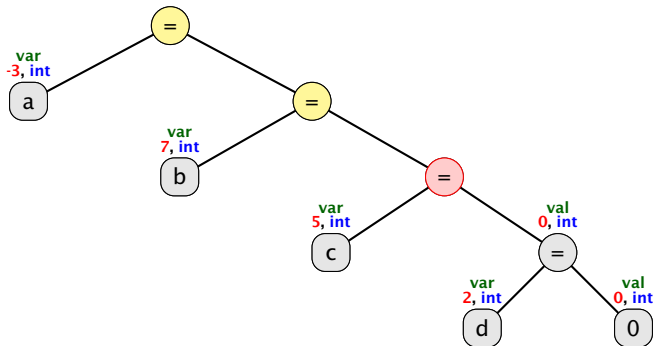 =
var
-3, int
a
=
var
7, int
b
=
var
5, int
c
val
0, int
=
var
2, int
d
val
0, int
0